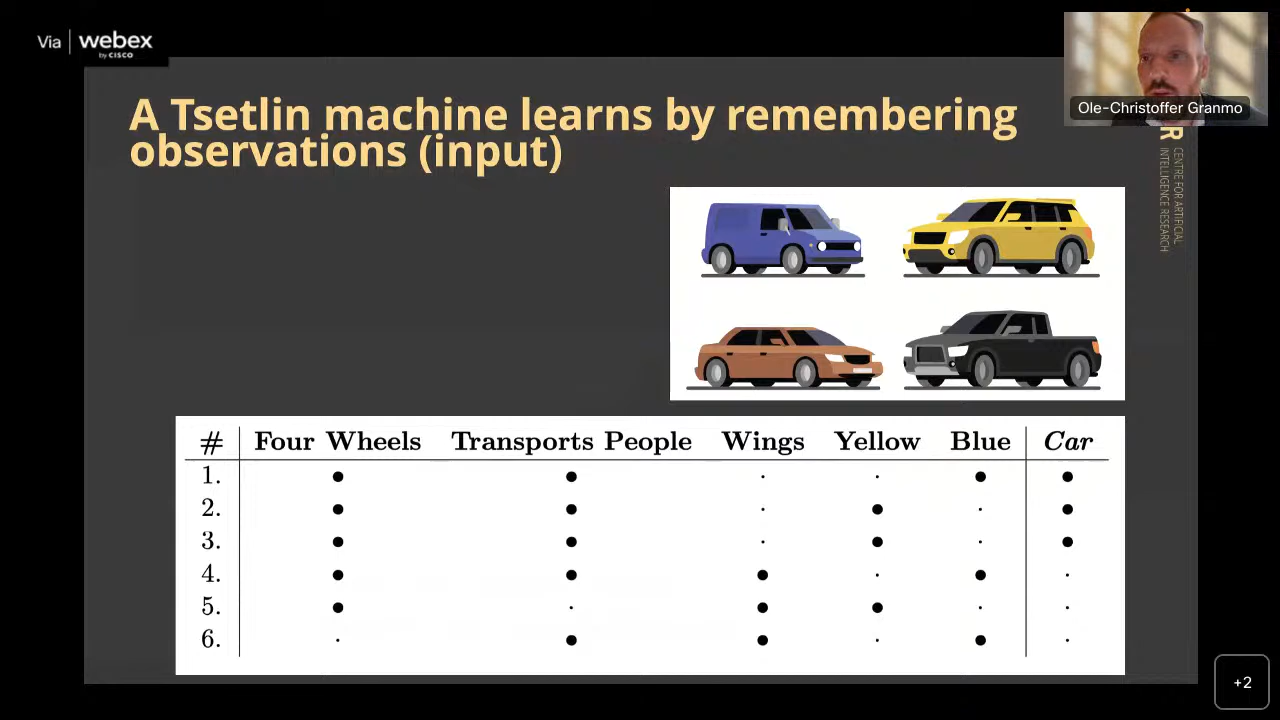 Via webex
by CISCO
A Tsetlin machine learns by remembering
observations (input)
Ole-Christoffer Granmo
R
CENTRE FOR ARTIFICIAL
INTELLIGENCE RESEARCH
# Four Wheels Transports People Wings Yellow Blue Car
1.
2.
3.
4.
5.
6.
+2